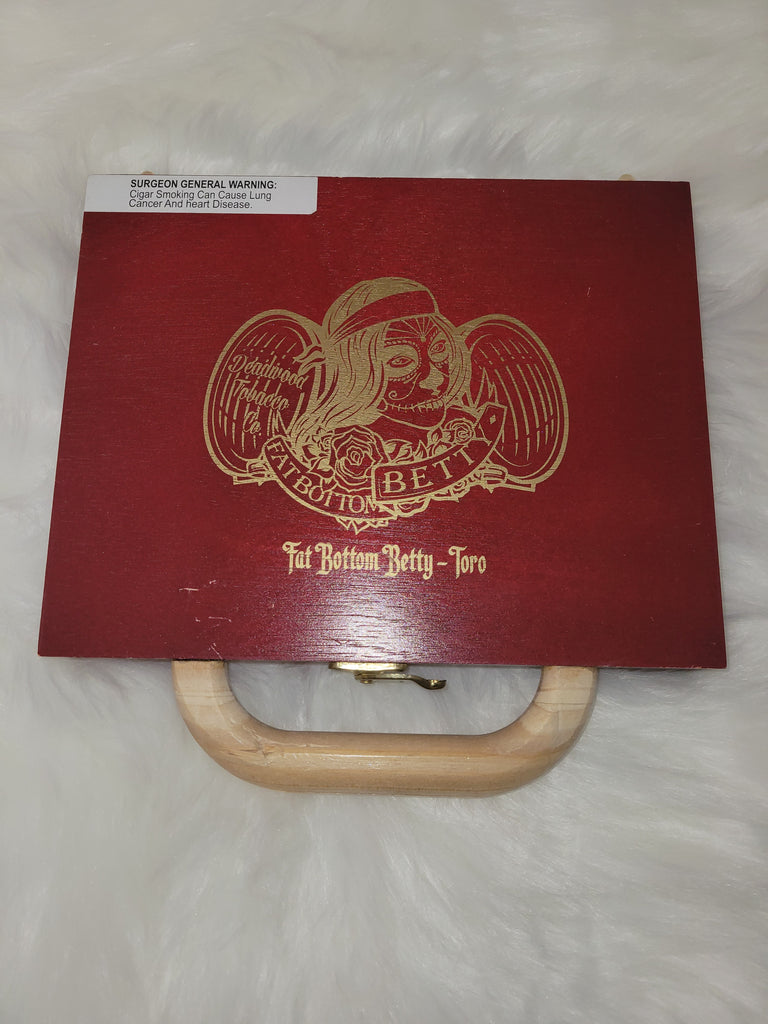 SURGEON GENERAL WARNING:
Cigar Smoking Can Cause Lung
Cancer And heart Disease.
Deadwood
Tobacco
Co
FAT BOTTOM
BETTY
Fat Bottom Betty - Toro